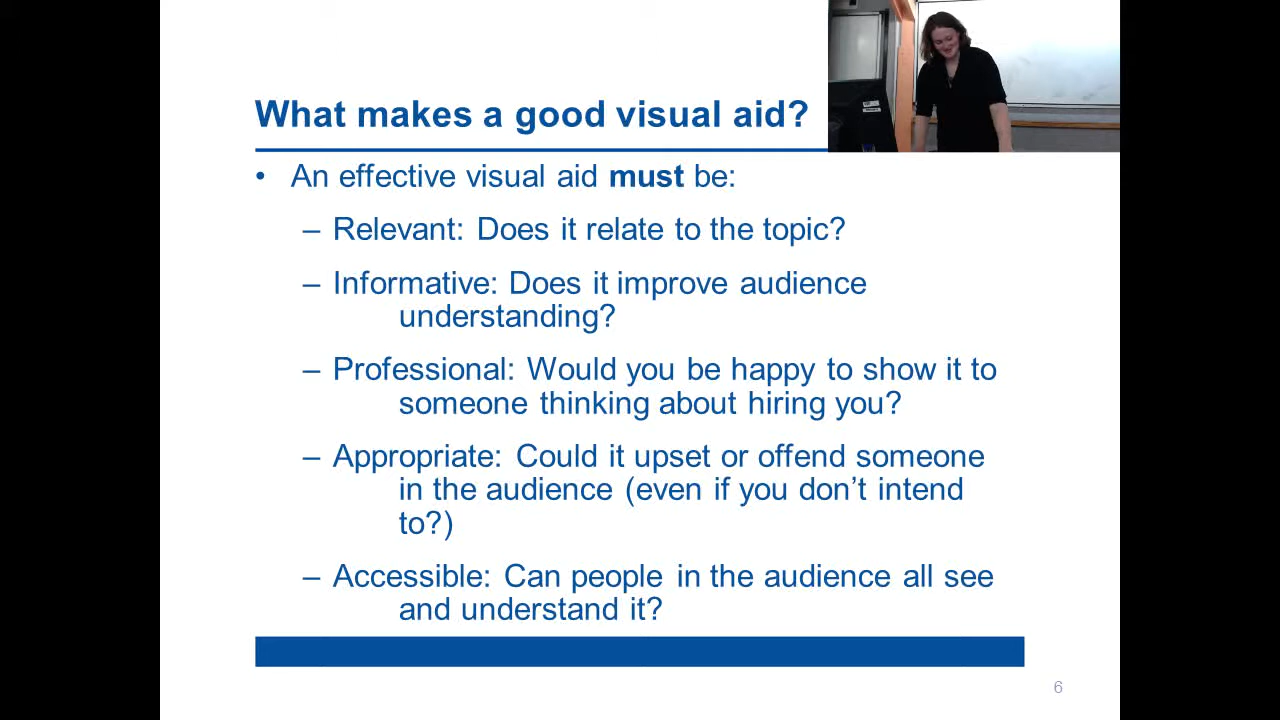 What makes a good visual aid?
• An effective visual aid must be:
– Relevant: Does it relate to the topic?
– Informative: Does it improve audience
understanding?
– Professional: Would you be happy to show it to
someone thinking about hiring you?
– Appropriate: Could it upset or offend someone
in the audience (even if you don’t intend
to?)
– Accessible: Can people in the audience all see
and understand it?
6